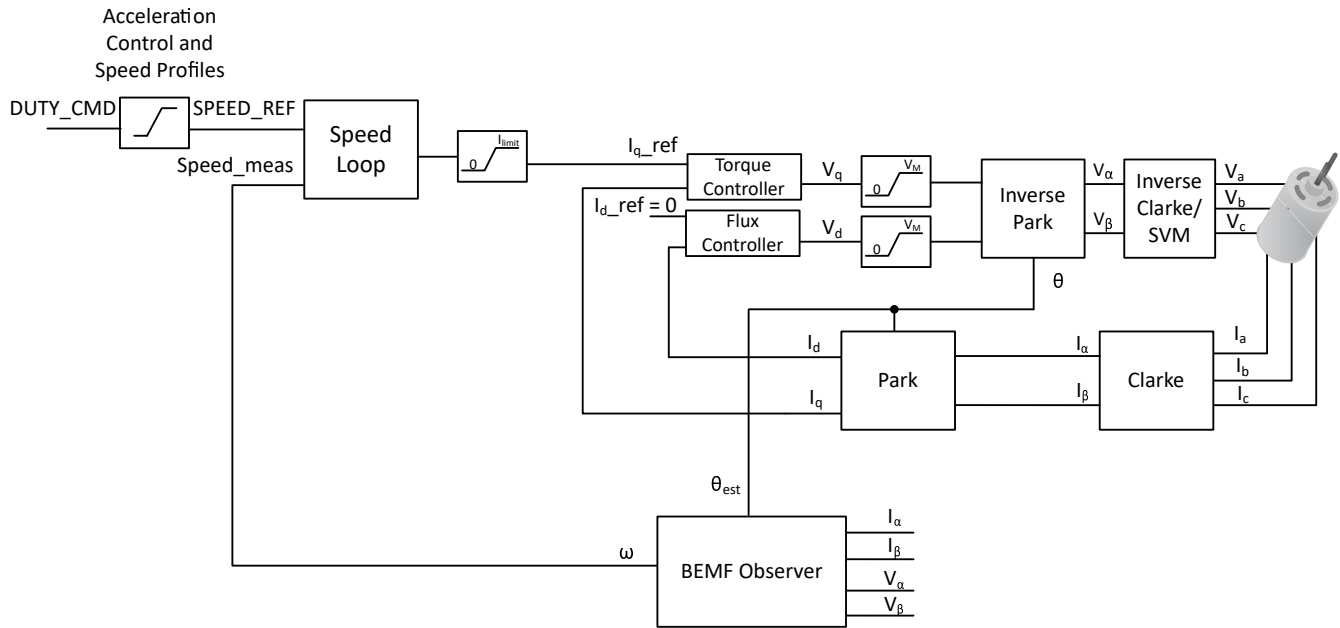 Acceleration
Control and
Speed Profiles
DUTY_CMD
SPEED_REF
Speed_meas
Speed
Loop
I_limit
0
I_q_ref
I_d_ref = 0
Torque
Controller
Flux
Controller
V_q
V_d
V_M
0
V_M
0
Inverse
Park
V_α
V_β
Inverse
Clarke/
SVM
V_a
V_b
V_c
θ
I_d
I_q
Park
I_α
I_β
Clarke
I_a
I_b
I_c
θ_est
ω
BEMF Observer
I_α
I_β
V_α
V_β